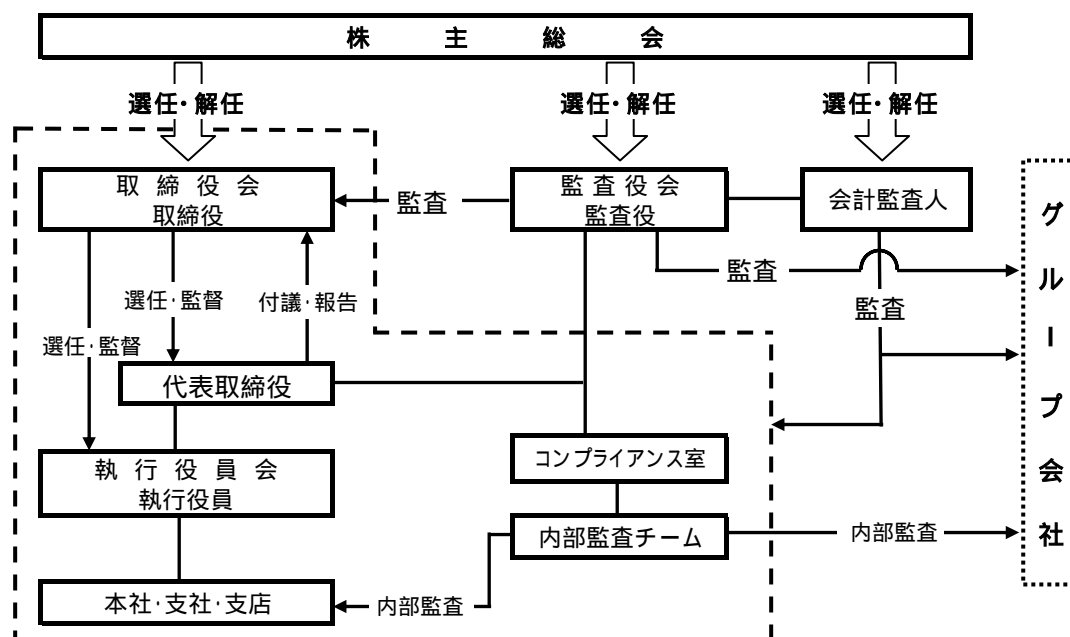 株主総会
選任・解任
選任・解任
選任・解任
取締役会
取締役
監査
監査役会
監査役
会計監査人
グループ会社
監査
監査
選任・監督
付議・報告
選任・監督
代表取締役
執行役員会
執行役員
コンプライアンス室
内部監査チーム
内部監査
本社・支社・支店
内部監査